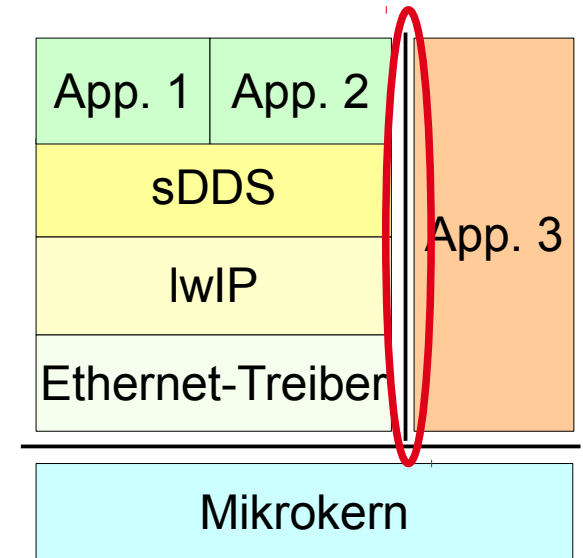 App. 1
App. 2
sDDS
App. 3
lwIP
Ethernet-Treiber
Mikrokern